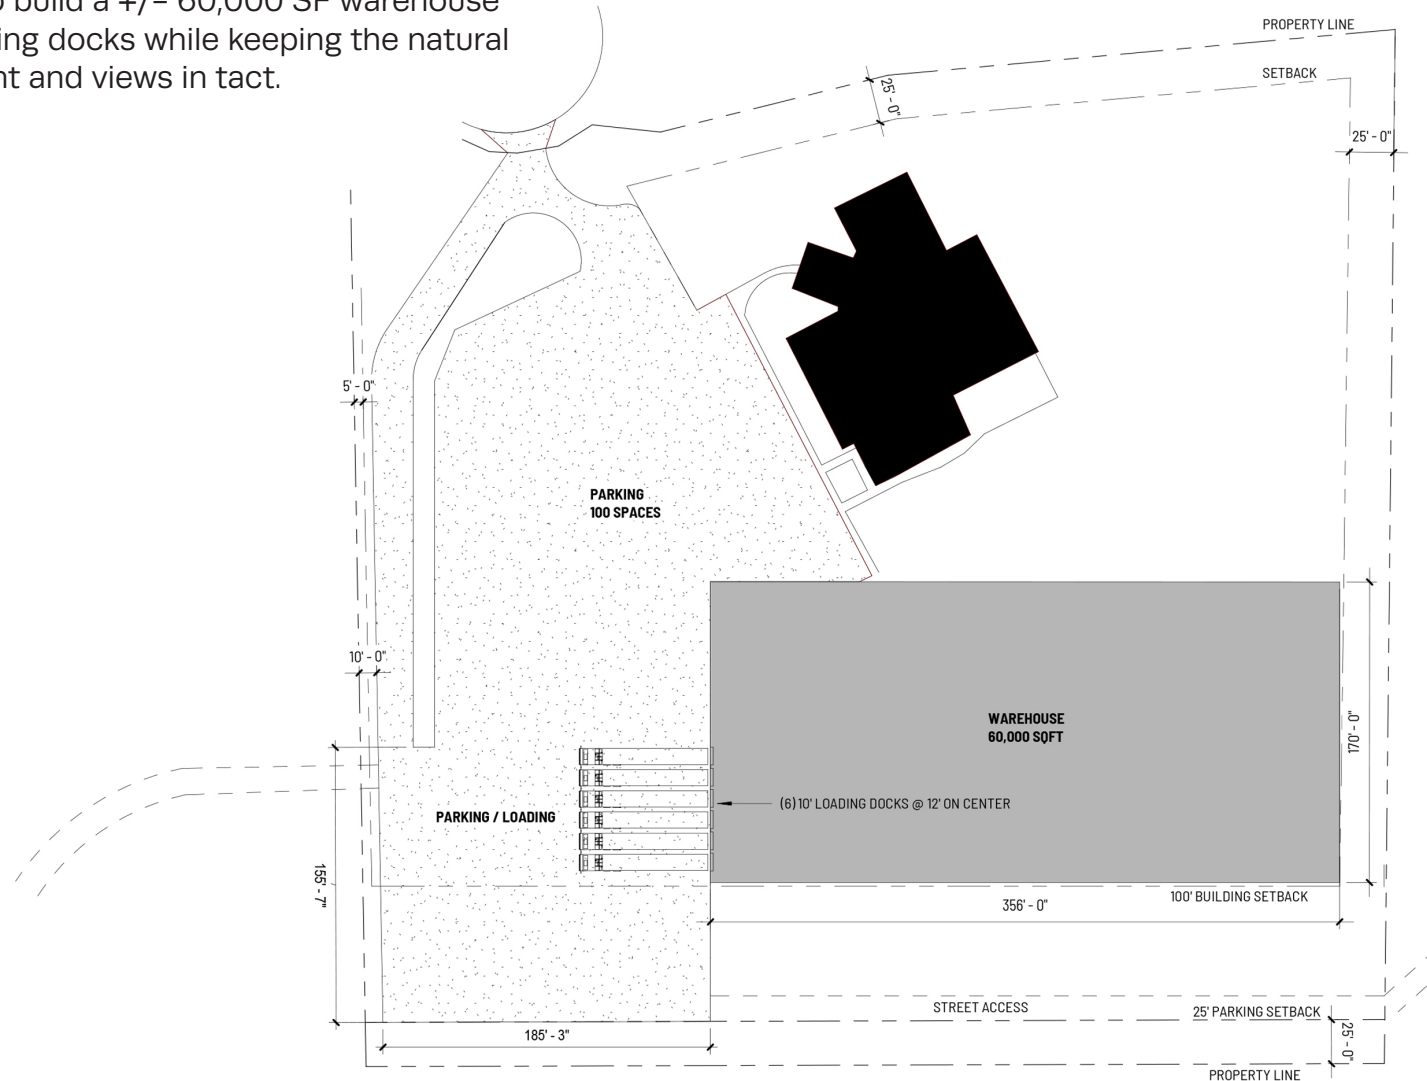 build a +/- 60,000 SF warehouse
ing docks while keeping the natural
nt and views in tact.
PROPERTY LINE
SETBACK
25' - 0"
25' - 0"
5' - 0"
PARKING
100 SPACES
10' - 0"
WAREHOUSE
60,000 SQFT
170' - 0"
(6) 10' LOADING DOCKS @ 12' ON CENTER
PARKING / LOADING
155' - 7"
100' BUILDING SETBACK
356' - 0"
STREET ACCESS
25' PARKING SETBACK
185' - 3"
25' - 0"
PROPERTY LINE